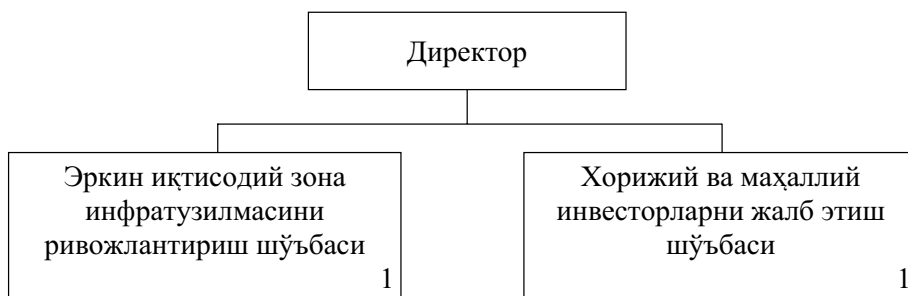 Директор
Эркин иқтисодий зона
инфратузилмасини
ривожлантириш шўъбаси
1
Хорижий ва маҳаллий
инвесторларни жалб этиш
шўъбаси
1